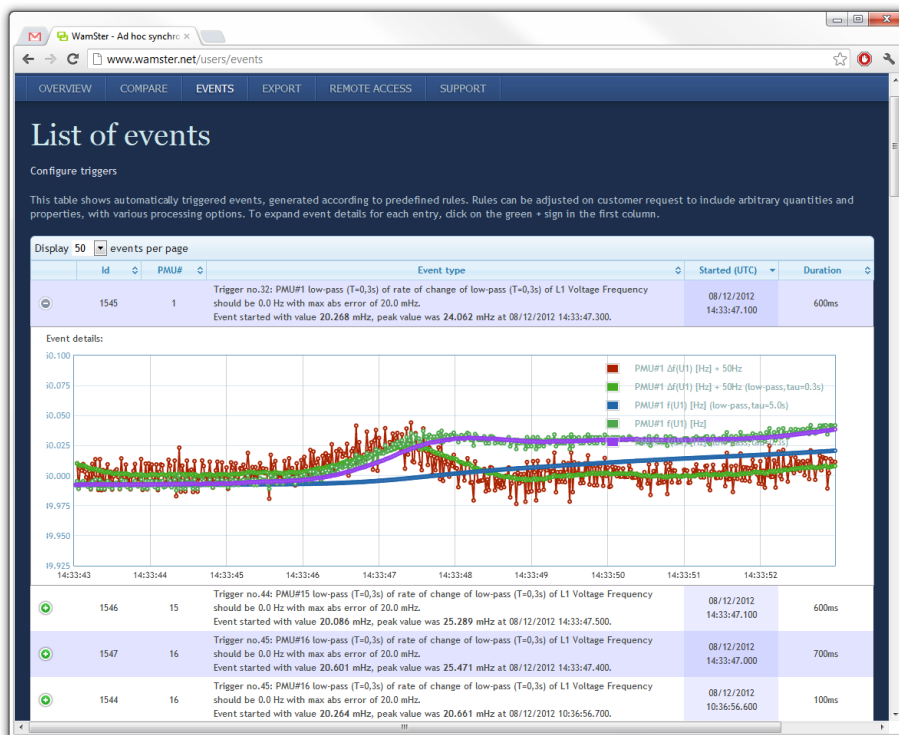 WamSter - Ad hoc synchro
www.wamster.net/users/events
OVERVIEW COMPARE EVENTS EXPORT REMOTE ACCESS SUPPORT
List of events
Configure triggers
This table shows automatically triggered events, generated according to predefined rules. Rules can be adjusted on customer request to include arbitrary quantities and
properties, with various processing options. To expand event details for each entry, click on the green + sign in the first column.
Display 50 events per page
Id PMU# Event type Started (UTC) Duration
Trigger no.32: PMU#1 low-pass (T=0,3s) of rate of change of low-pass (T=0,3s) of L1 Voltage Frequency
1545 1 should be 0.0 Hz with max abs error of 20.0 mHz. 08/12/2012 14:33:47.100 600ms
Event started with value 20.268 mHz, peak value was 24.062 mHz at 08/12/2012 14:33:47.300.
Event details:
50.100
50.075
50.050
50.025
50.000
49.975
49.950
49.925
PMU#1 Δf(U1) [Hz] + 50Hz
PMU#1 Δf(U1) [Hz] + 50Hz (low-pass,tau=0.3s)
PMU#1 f(U1) [Hz] (low-pass,tau=5.0s)
PMU#1 f(U1) [Hz]
14:33:43 14:33:44 14:33:45 14:33:46 14:33:47 14:33:48 14:33:49 14:33:50 14:33:51 14:33:52
Trigger no.44: PMU#15 low-pass (T=0,3s) of rate of change of low-pass (T=0,3s) of L1 Voltage Frequency
1546 15 should be 0.0 Hz with max abs error of 20.0 mHz. 08/12/2012 14:33:47.100 600ms
Event started with value 20.086 mHz, peak value was 25.289 mHz at 08/12/2012 14:33:47.500.
Trigger no.45: PMU#16 low-pass (T=0,3s) of rate of change of low-pass (T=0,3s) of L1 Voltage Frequency
1547 16 should be 0.0 Hz with max abs error of 20.0 mHz. 08/12/2012 14:33:47.000 700ms
Event started with value 20.601 mHz, peak value was 25.471 mHz at 08/12/2012 14:33:47.400.
Trigger no.45: PMU#16 low-pass (T=0,3s) of rate of change of low-pass (T=0,3s) of L1 Voltage Frequency
1544 16 should be 0.0 Hz with max abs error of 20.0 mHz. 08/12/2012 10:36:56.600 100ms
Event started with value 20.264 mHz, peak value was 20.661 mHz at 08/12/2012 10:36:56.700.